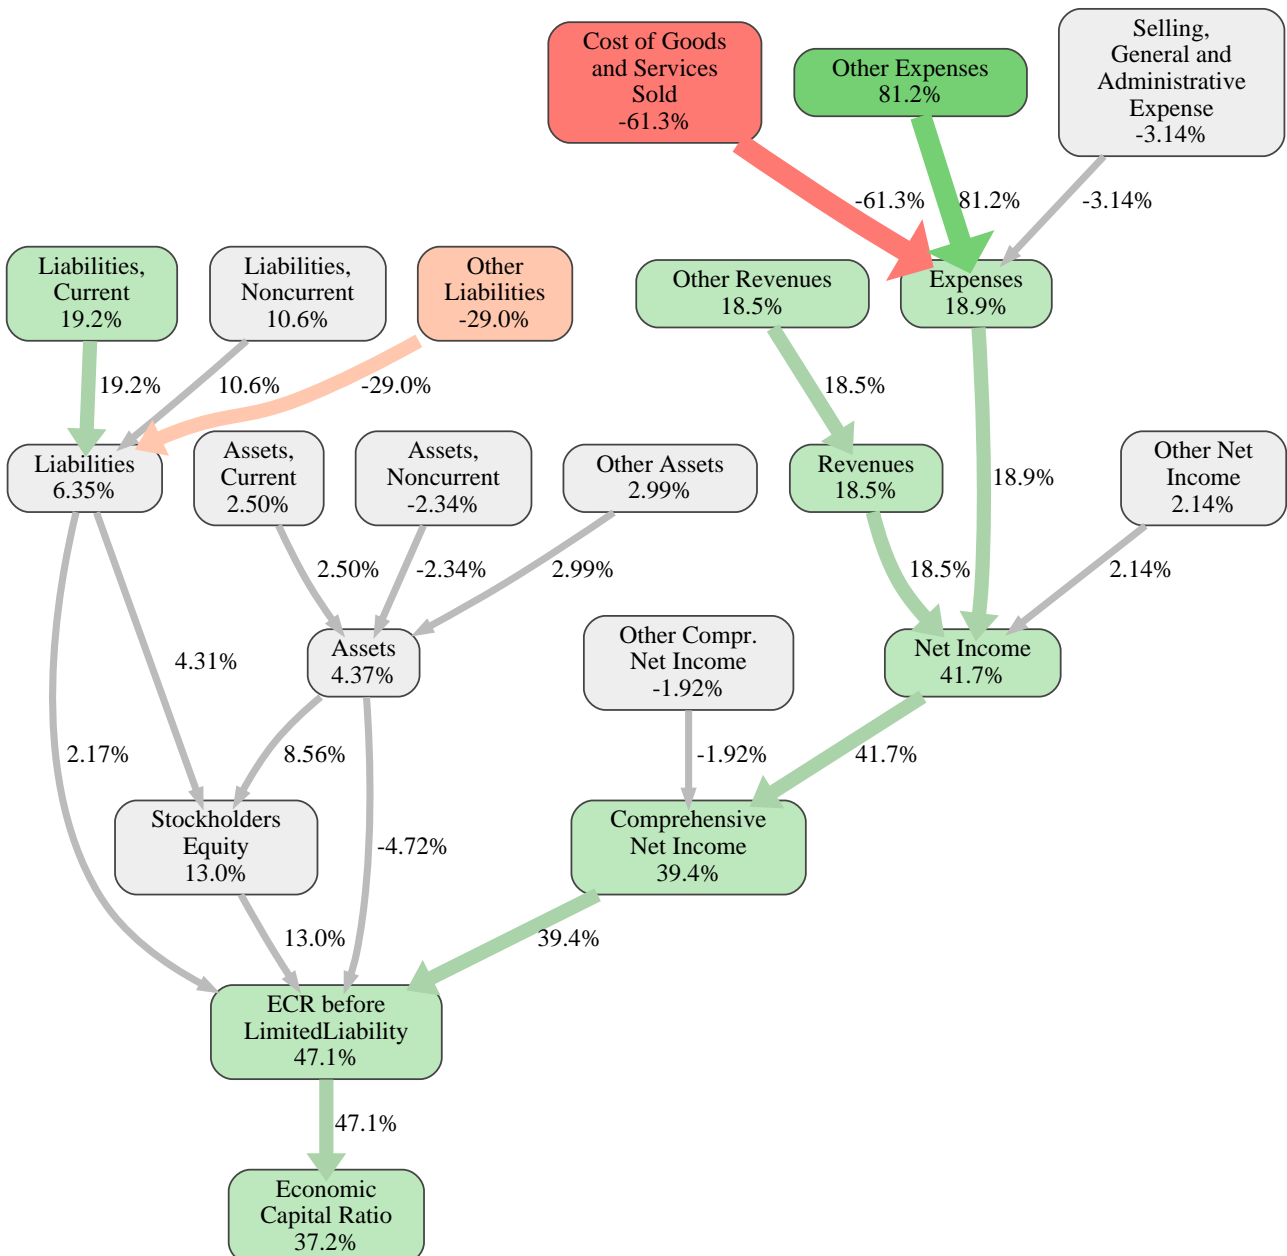 Cost of Goods
and Services
Sold
-61.3%
Other Expenses
81.2%
Selling,
General and
Administrative
Expense
-3.14%
-61.3%
81.2%
-3.14%
Liabilities,
Current
19.2%
Liabilities,
Noncurrent
10.6%
Other
Liabilities
-29.0%
Other Revenues
18.5%
Expenses
18.9%
19.2%
10.6%
-29.0%
18.5%
Liabilities
6.35%
Assets,
Current
2.50%
Assets,
Noncurrent
-2.34%
Other Assets
2.99%
Revenues
18.5%
18.9%
Other Net
Income
2.14%
2.50%
-2.34%
2.99%
18.5%
2.14%
4.31%
Assets
4.37%
Other Compr.
Net Income
-1.92%
Net Income
41.7%
2.17%
8.56%
-1.92%
41.7%
Stockholders
Equity
13.0%
-4.72%
Comprehensive
Net Income
39.4%
13.0%
39.4%
ECR before
LimitedLiability
47.1%
47.1%
Economic
Capital Ratio
37.2%